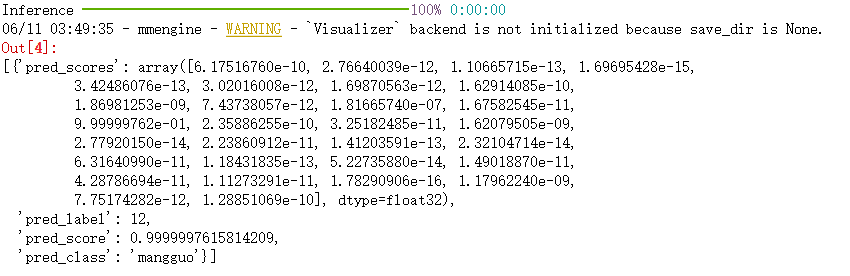 Inference ━━━━━━━━━━━━━━━━━━━━━━━━━━━━━━━━━━━━━━━━ 100% 0:00:00
06/11 03:49:35 - mmengine - WARNING - `Visualizer` backend is not initialized because save_dir is None.
Out[4]:
[{'pred_scores': array([6.17516760e-10, 2.76640039e-12, 1.10665715e-13, 1.69695428e-15,
3.42486076e-13, 3.02016008e-12, 1.69870563e-12, 1.62914085e-10,
1.86981253e-09, 7.43738057e-12, 1.81665740e-07, 1.67582545e-11,
9.99999762e-01, 2.35886255e-10, 3.25182485e-11, 1.62079505e-09,
2.77920150e-14, 2.23860912e-11, 1.41203591e-13, 2.32104714e-14,
6.31640990e-11, 1.18431835e-13, 5.22735880e-14, 1.49018870e-11,
4.28786694e-11, 1.11273291e-11, 1.78290906e-16, 1.17962240e-09,
7.75174282e-12, 1.28851069e-10], dtype=float32),
'pred_label': 12,
'pred_score': 0.9999997615814209,
'pred_class': 'mangguo'}]